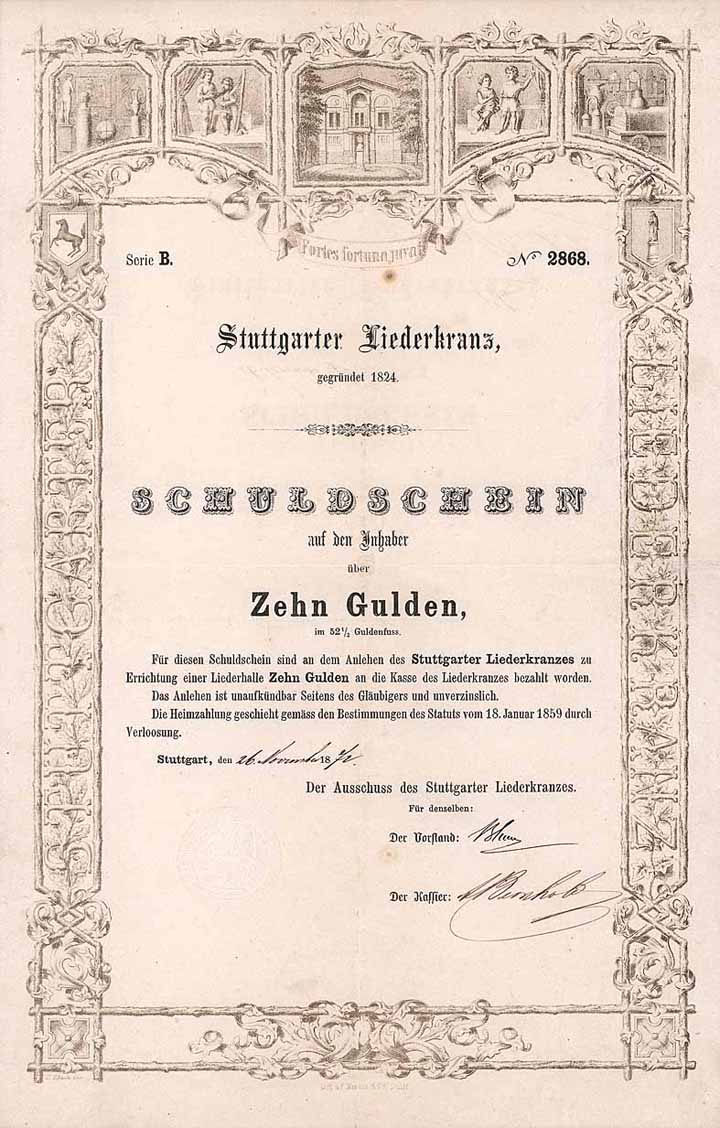 Fortes fortuna juvat
Serie B.
No 2868.
Stuttgarter Liederkranz,
gegründet 1824.
STUTTGARTER
LIEDERKRANZ
SCHULDSCHEIN
auf den Inhaber
über
Zehn Gulden,
im 52½ Guldenfuss.
Für diesen Schuldschein sind an dem Anlehen des Stuttgarter Liederkranzes zu
Errichtung einer Liederhalle Zehn Gulden an die Kasse des Liederkranzes bezahlt worden.
Das Anlehen ist unaufkündbar Seitens des Gläubigers und unverzinslich.
Die Heimzahlung geschieht gemäss den Bestimmungen des Statuts vom 18. Januar 1859 durch
Verloosung.
Stuttgart, den 26. Novemb 1872.
Der Ausschuss des Stuttgarter Liederkranzes.
Für denselben:
Der Vorstand:
Der Kassier: